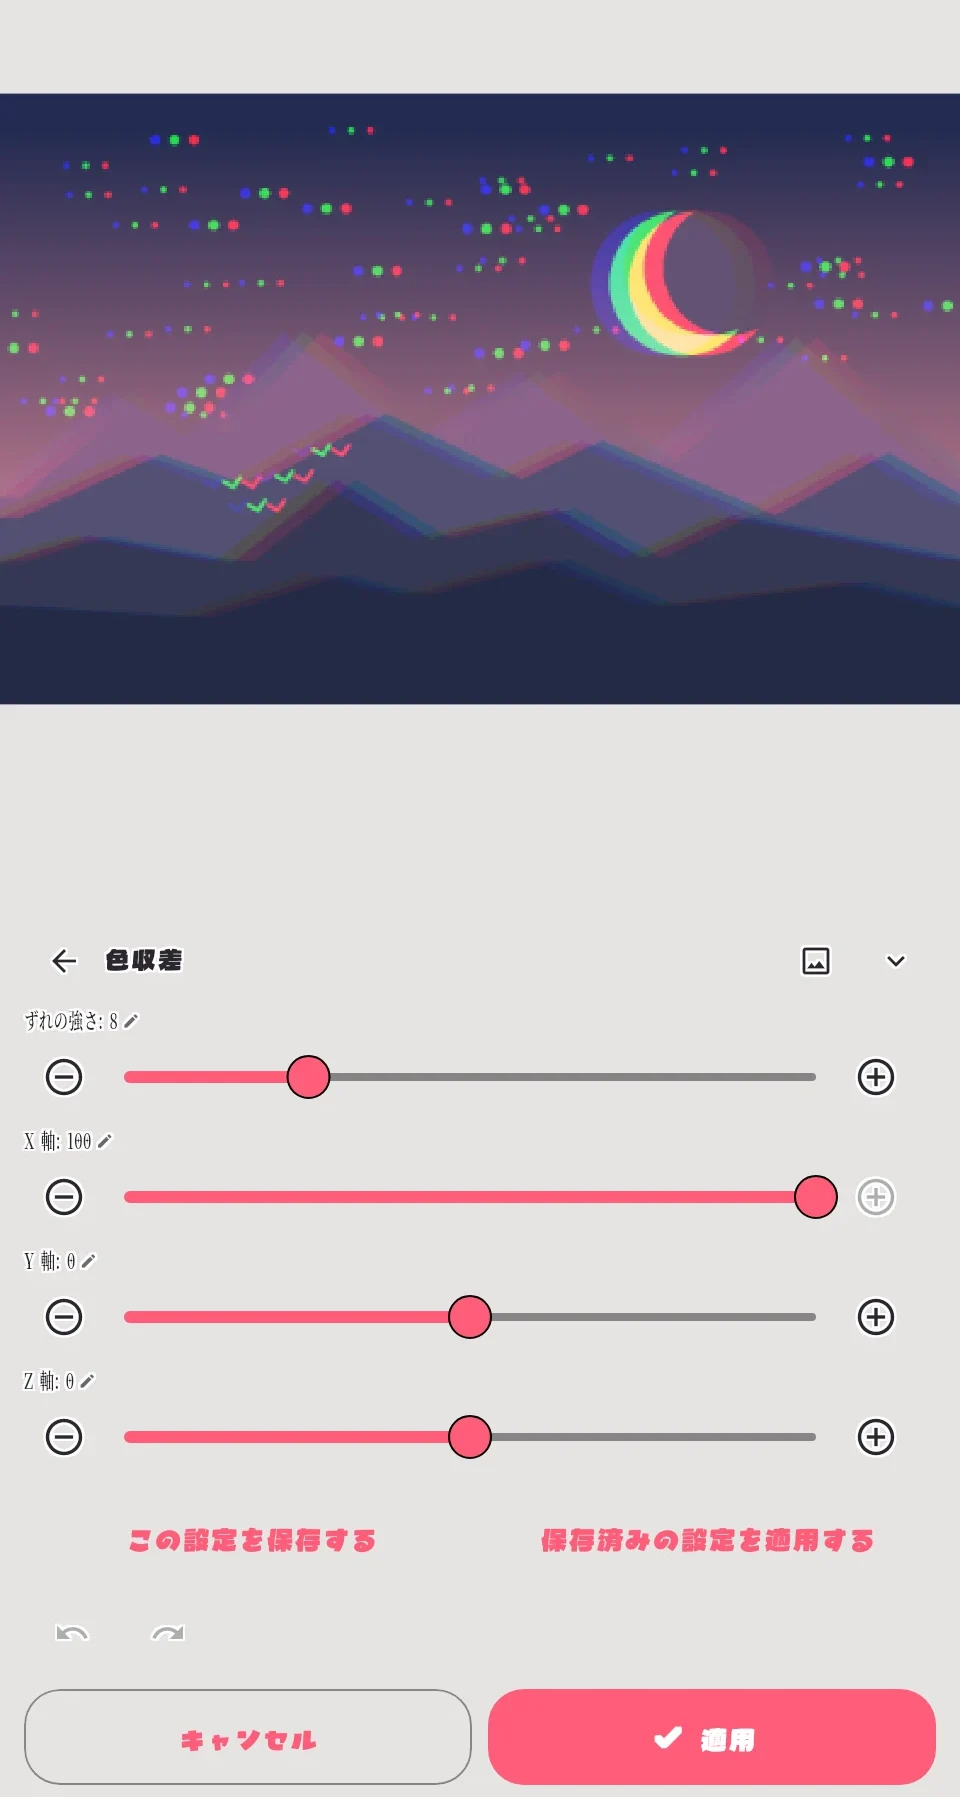 色収差
ずれの強さ: 8
X 軸: 100
Y 軸: 0
Z 軸: 0
この設定を保存する
保存済みの設定を適用する
キャンセル
適用